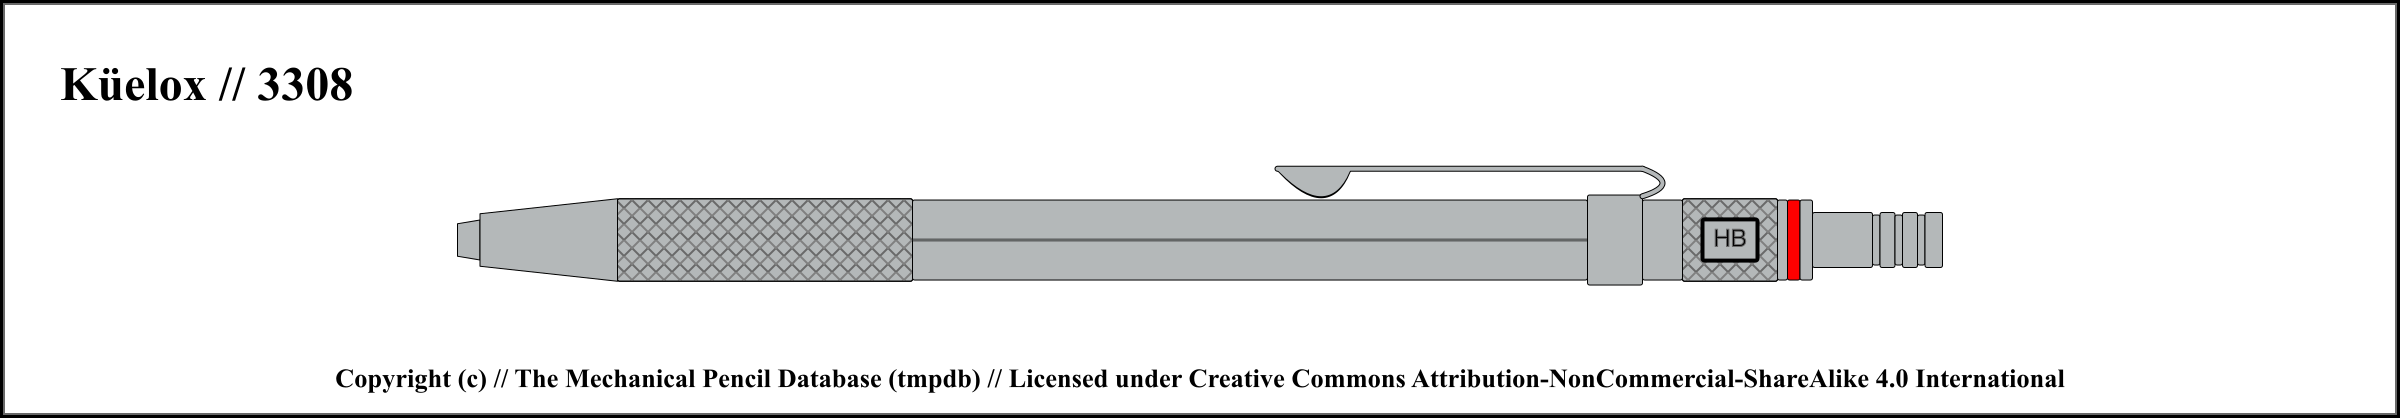 Küelox // 3308
HB
Copyright (c) // The Mechanical Pencil Database (tmpdb) // Licensed under Creative Commons Attribution-NonCommercial-ShareAlike 4.0 International